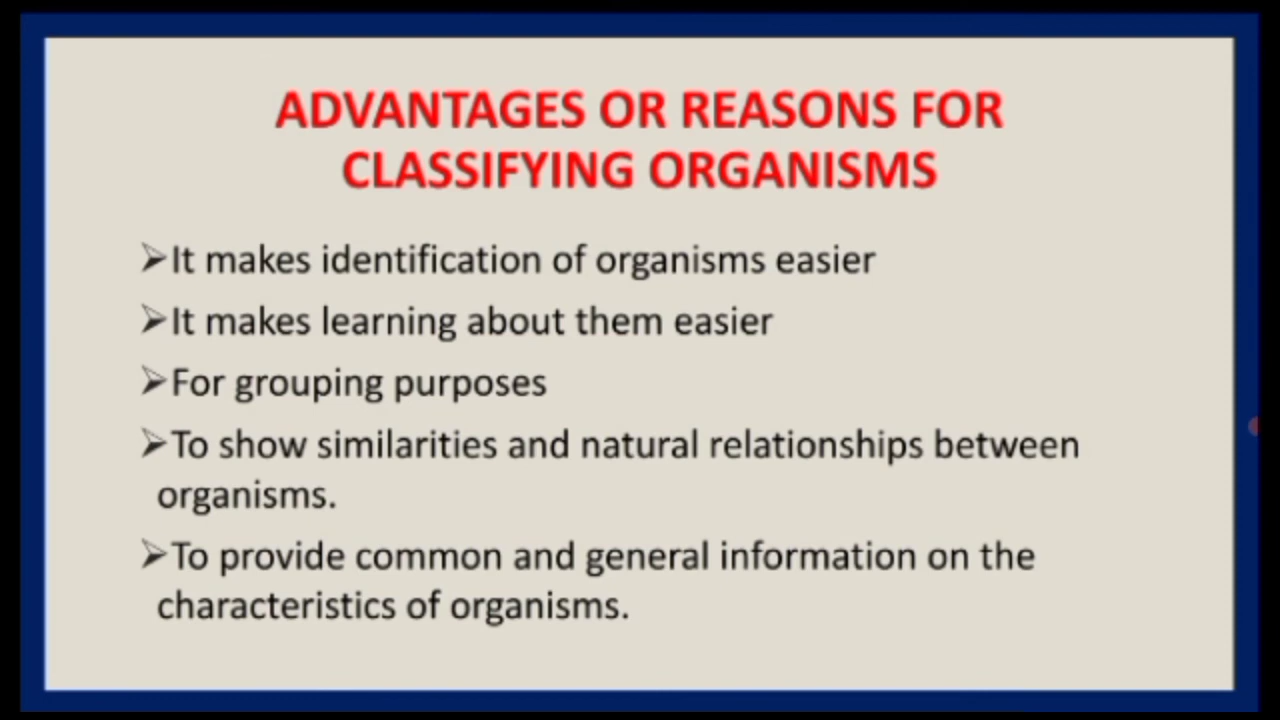 ADVANTAGES OR REASONS FOR
CLASSIFYING ORGANISMS
➢It makes identification of organisms easier
➢It makes learning about them easier
➢For grouping purposes
➢To show similarities and natural relationships between
organisms.
➢To provide common and general information on the
characteristics of organisms.